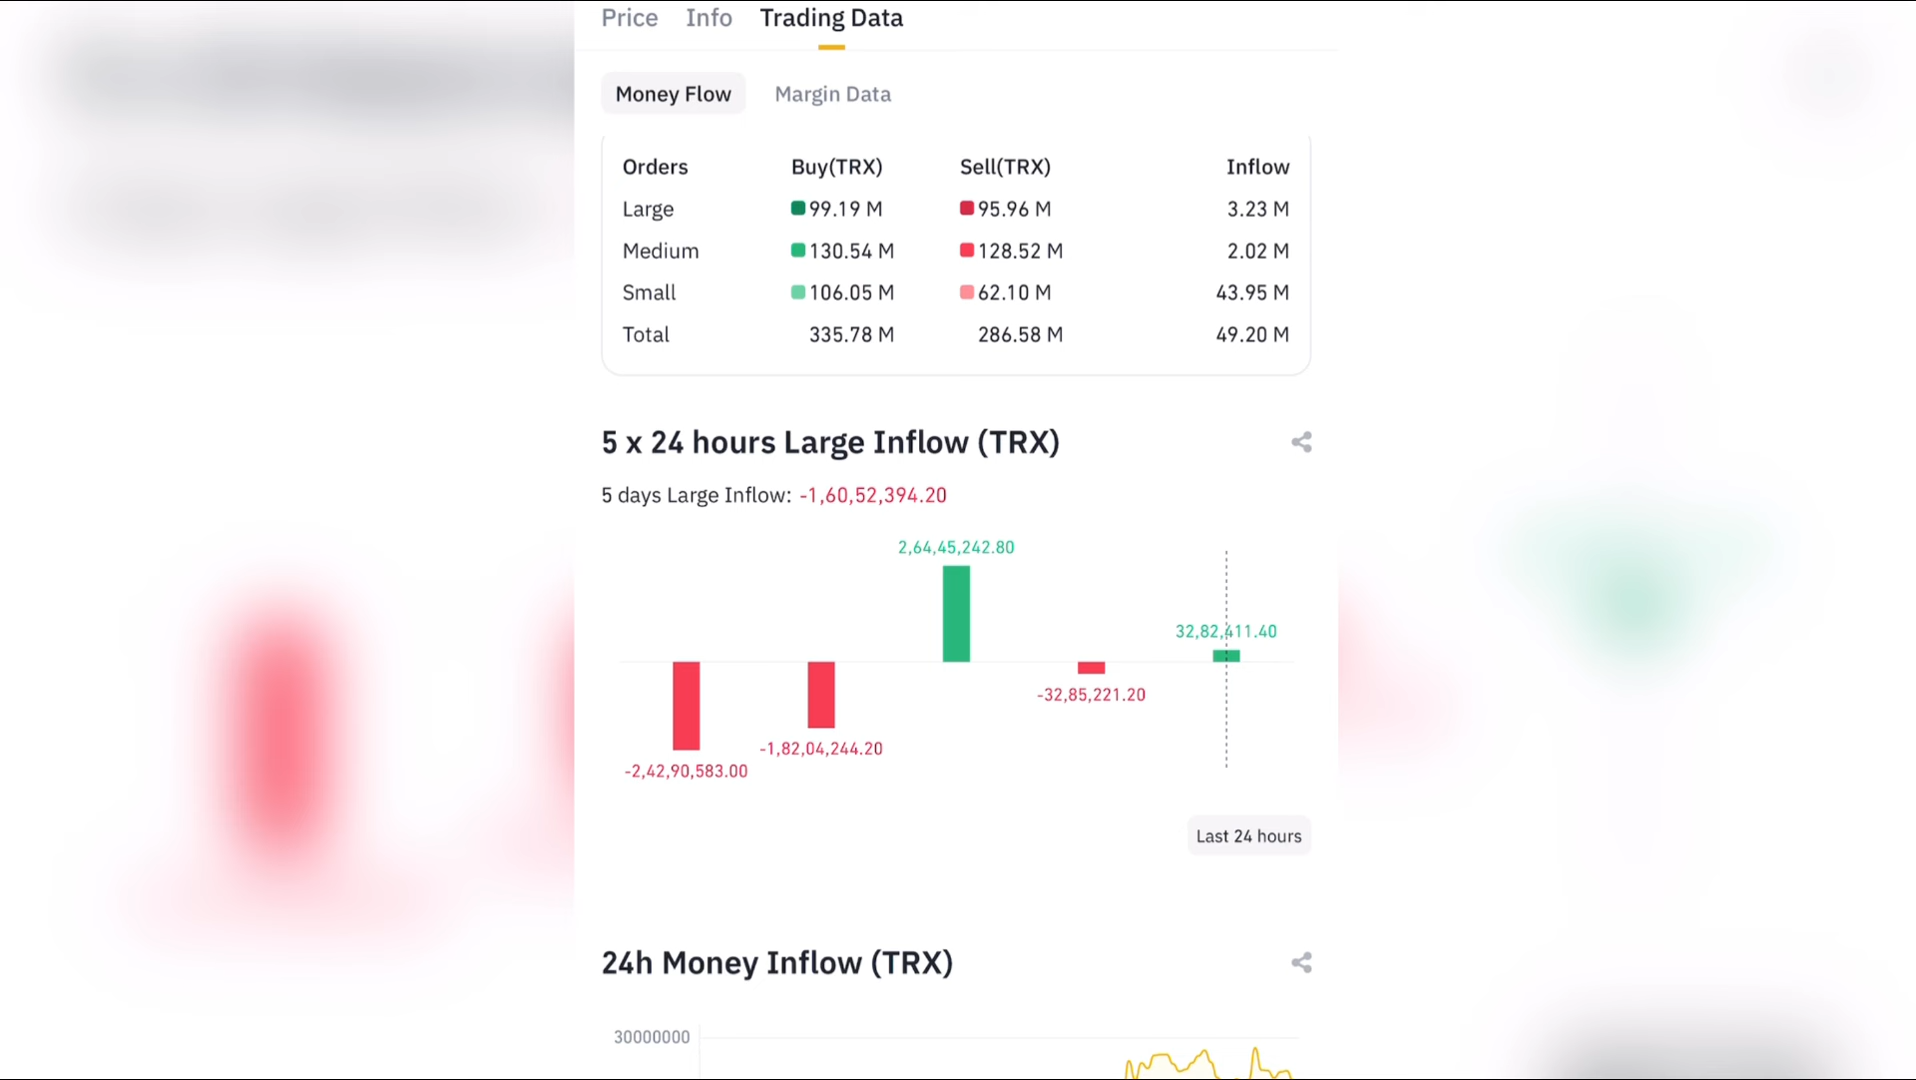 Price Info Trading Data
Money Flow Margin Data
Orders Buy(TRX) Sell(TRX) Inflow
Large 99.19 M 95.96 M 3.23 M
Medium 130.54 M 128.52 M 2.02 M
Small 106.05 M 62.10 M 43.95 M
Total 335.78 M 286.58 M 49.20 M
5 x 24 hours Large Inflow (TRX)
5 days Large Inflow: -1,60,52,394.20
2,64,45,242.80
32,82,411.40
-32,85,221.20
-1,82,04,244.20
-2,42,90,583.00
Last 24 hours
24h Money Inflow (TRX)
30000000